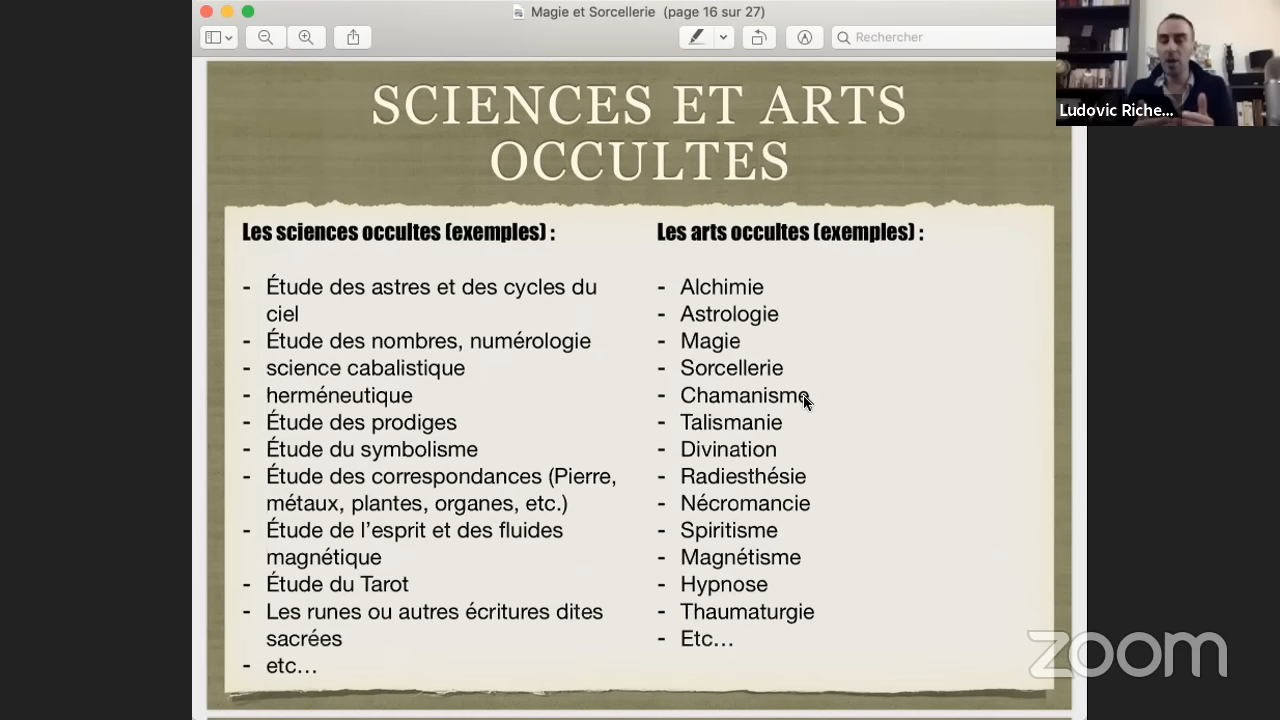 Magie et Sorcellerie (page 16 sur 27)
Rechercher
Ludovic Riche...
SCIENCES ET ARTS
OCCULTES
Les sciences occultes (exemples) :
- Étude des astres et des cycles du
ciel
- Étude des nombres, numérologie
- science cabalistique
- herméneutique
- Étude des prodiges
- Étude du symbolisme
- Étude des correspondances (Pierre,
métaux, plantes, organes, etc.)
- Étude de l’esprit et des fluides
magnétique
- Étude du Tarot
- Les runes ou autres écritures dites
sacrées
- etc…
Les arts occultes (exemples) :
- Alchimie
- Astrologie
- Magie
- Sorcellerie
- Chamanisme
- Talismanie
- Divination
- Radiesthésie
- Nécromancie
- Spiritisme
- Magnétisme
- Hypnose
- Thaumaturgie
- Etc…
zoom